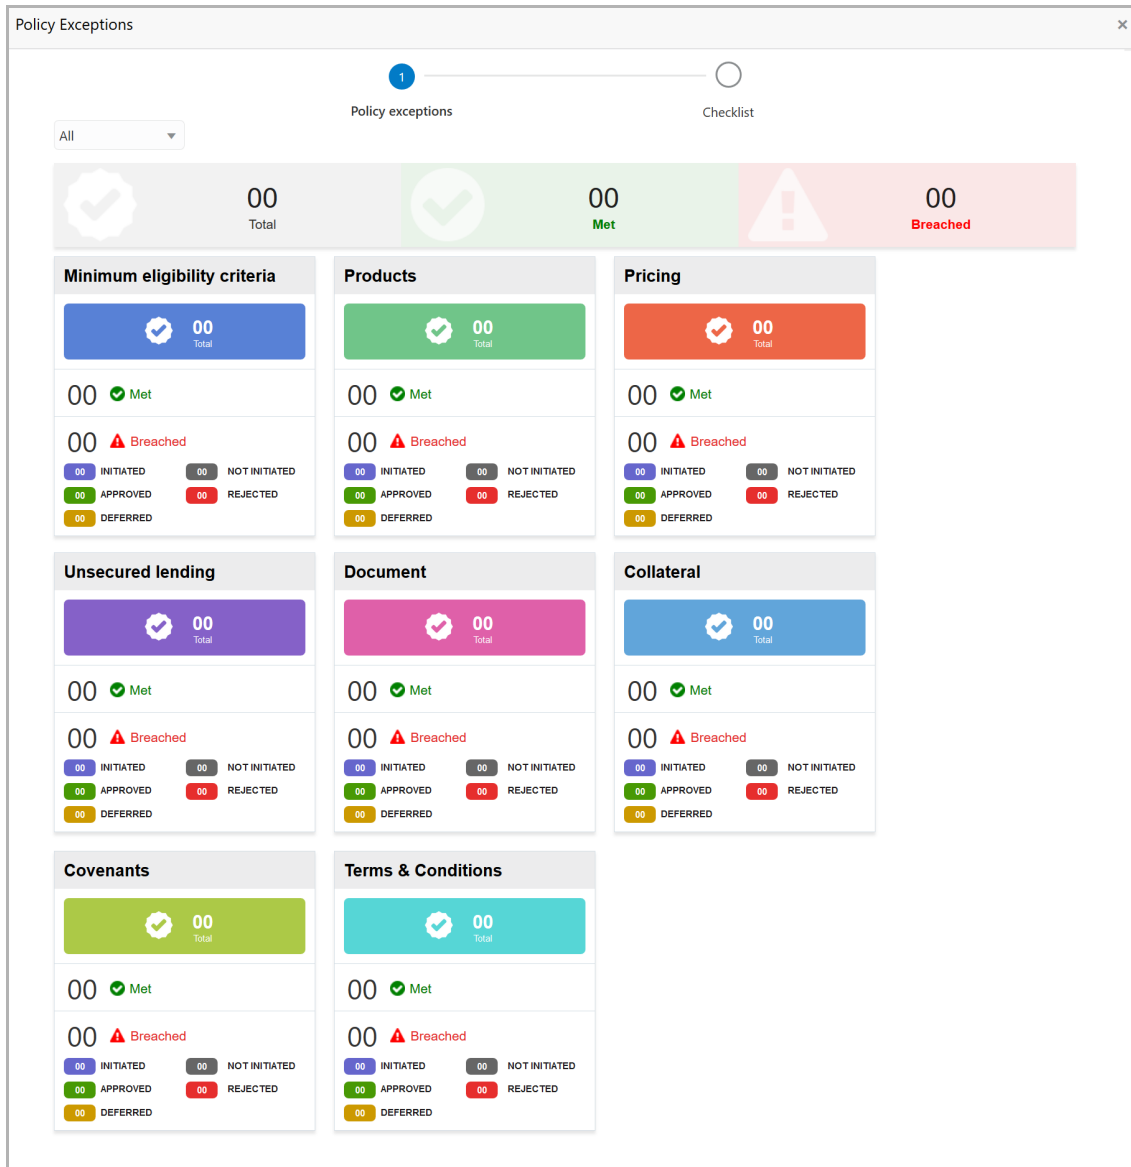 Policy Exceptions ×
1
Policy exceptions Checklist
All
00 00 00
Total Met Breached
Minimum eligibility criteria Products Pricing
00 00 00
Total Total Total
00 Met 00 Met 00 Met
00 Breached 00 Breached 00 Breached
00 INITIATED 00 NOT INITIATED 00 INITIATED 00 NOT INITIATED 00 INITIATED 00 NOT INITIATED
00 APPROVED 00 REJECTED 00 APPROVED 00 REJECTED 00 APPROVED 00 REJECTED
00 DEFERRED 00 DEFERRED 00 DEFERRED
Unsecured lending Document Collateral
00 00 00
Total Total Total
00 Met 00 Met 00 Met
00 Breached 00 Breached 00 Breached
00 INITIATED 00 NOT INITIATED 00 INITIATED 00 NOT INITIATED 00 INITIATED 00 NOT INITIATED
00 APPROVED 00 REJECTED 00 APPROVED 00 REJECTED 00 APPROVED 00 REJECTED
00 DEFERRED 00 DEFERRED 00 DEFERRED
Covenants Terms & Conditions
00 00
Total Total
00 Met 00 Met
00 Breached 00 Breached
00 INITIATED 00 NOT INITIATED 00 INITIATED 00 NOT INITIATED
00 APPROVED 00 REJECTED 00 APPROVED 00 REJECTED
00 DEFERRED 00 DEFERRED